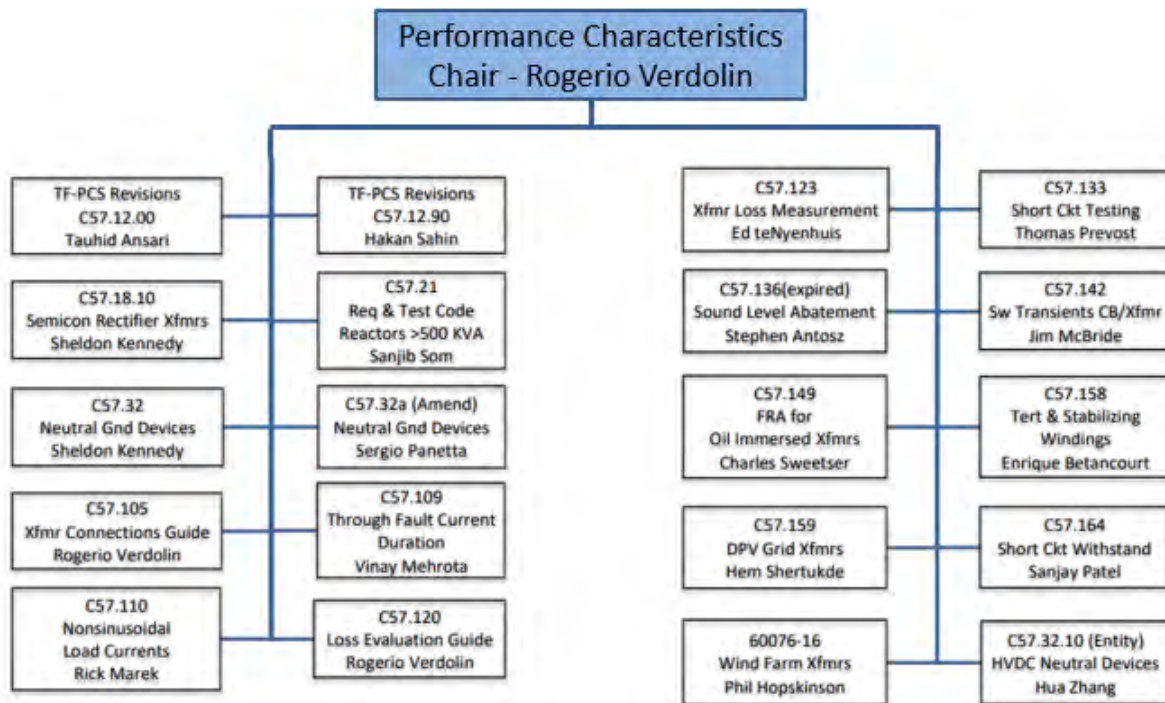 Performance Characteristics
Chair - Rogerio Verdolin
TF-PCS Revisions
C57.12.00
Tauhid Ansari
TF-PCS Revisions
C57.12.90
Hakan Sahin
C57.18.10
Semicon Rectifier Xfmrs
Sheldon Kennedy
C57.21
Req & Test Code
Reactors >500 KVA
Sanjib Som
C57.32
Neutral Gnd Devices
Sheldon Kennedy
C57.32a (Amend)
Neutral Gnd Devices
Sergio Panetta
C57.105
Xfmr Connections Guide
Rogerio Verdolin
C57.109
Through Fault Current
Duration
Vinay Mehrota
C57.110
Nonsinusoidal
Load Currents
Rick Marek
C57.120
Loss Evaluation Guide
Rogerio Verdolin
C57.123
Xfmr Loss Measurement
Ed teNyenhuis
C57.133
Short Ckt Testing
Thomas Prevost
C57.136(expired)
Sound Level Abatement
Stephen Antosz
C57.142
Sw Transients CB/Xfmr
Jim McBride
C57.149
FRA for
Oil Immersed Xfmrs
Charles Sweetser
C57.158
Tert & Stabilizing
Windings
Enrique Betancourt
C57.159
DPV Grid Xfmrs
Hem Shertukde
C57.164
Short Ckt Withstand
Sanjay Patel
60076-16
Wind Farm Xfmrs
Phil Hopskinson
C57.32.10 (Entity)
HVDC Neutral Devices
Hua Zhang